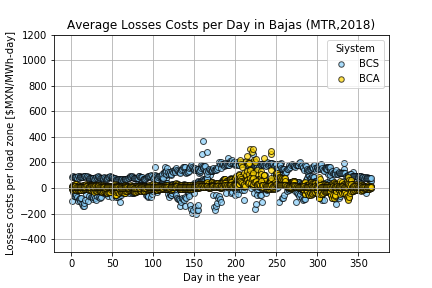 Average Losses Costs per Day in Bajas (MTR,2018)
Losses costs per load zone [$MXN/MWh-day]
1200
1000
800
600
400
200
0
−200
−400
Siystem
BCS
BCA
0
50
100
150
200
250
300
350
Day in the year